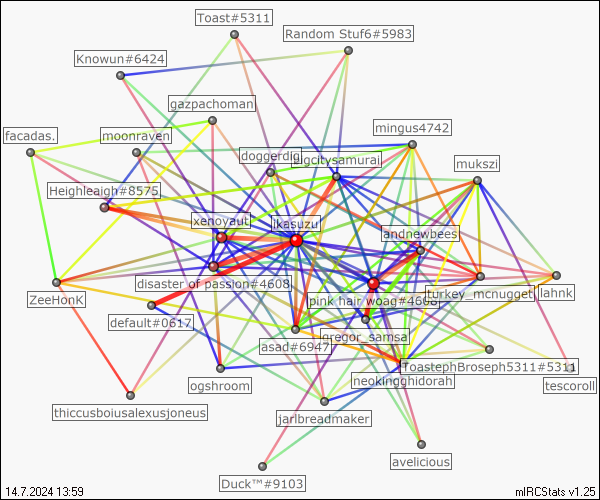 Toast#5311
Random Stuf6#5983
Knowun#6424
gazpachoman
mingus4742
facadas.
moonraven
doggerdig
bigcitysamurai
mukszi
Heighleaigh#8575
xenoyaut
ikasuzu
andnewbees
disaster of passion#4608
pink hair woag#4668
turkey_mcnugget
lahnk
ZeeHonK
default#0617
gregor_samsa
asad#6947
ToastephBroseph5311#5311
neokingghidorah
ogshroom
tescoroll
thiccusboiusalexusjoneus
jarlbreadmaker
avelicious
Duck™#9103
14.7.2024 13:59
mIRCStats v1.25